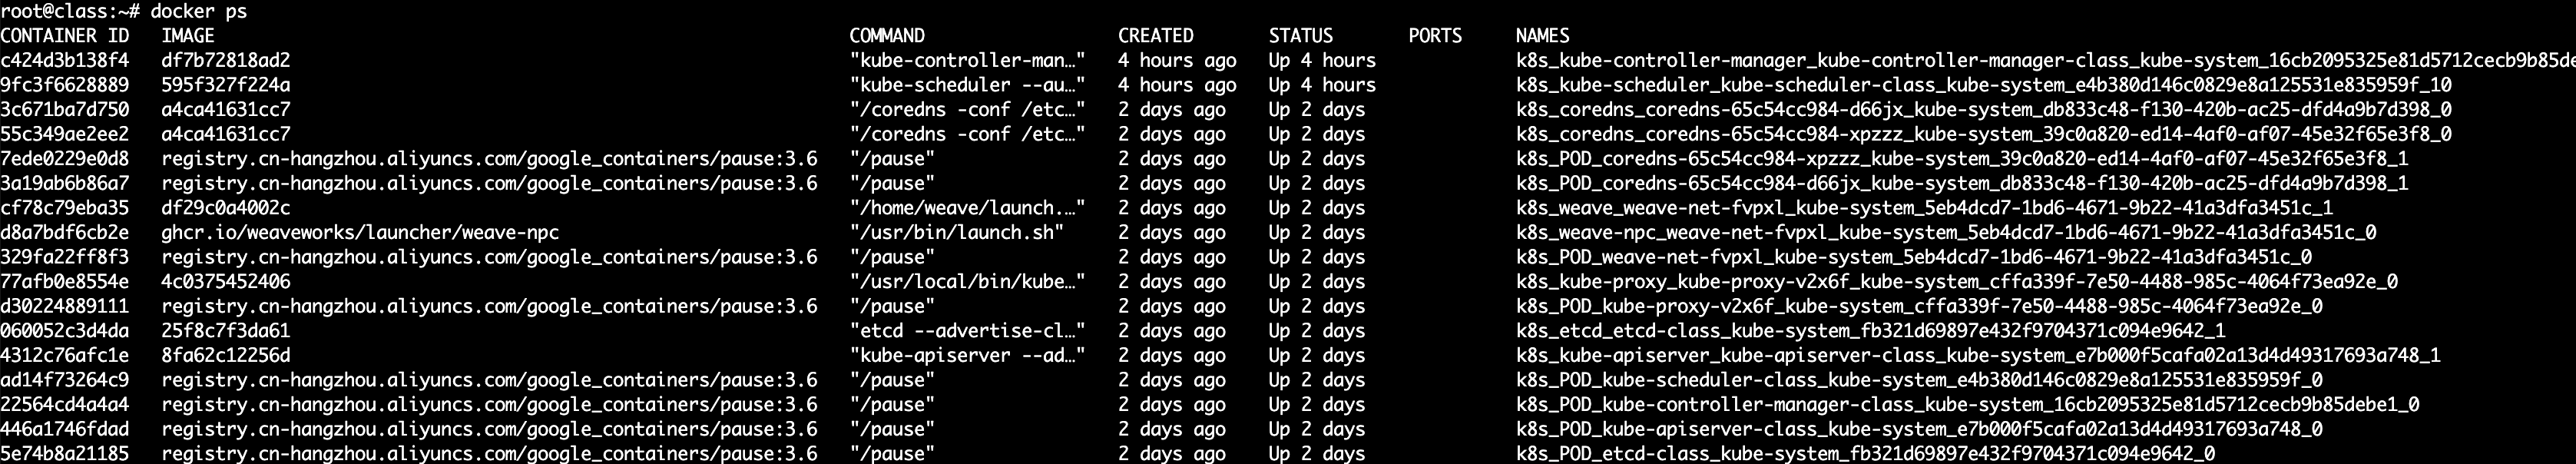 root@class:~# docker ps
CONTAINER ID IMAGE COMMAND CREATED STATUS PORTS NAMES
c424d3b138f4 df7b72818ad2 "kube-controller-man…" 4 hours ago Up 4 hours k8s_kube-controller-manager_kube-controller-manager-class_kube-system_16cb2095325e81d5712cecb9b85de
9fc3f6628889 595f327f224a "kube-scheduler --au…" 4 hours ago Up 4 hours k8s_kube-scheduler_kube-scheduler-class_kube-system_e4b380d146c0829e8a125531e835959f_10
3c671ba7d750 a4ca41631cc7 "/coredns -conf /etc…" 2 days ago Up 2 days k8s_coredns_coredns-65c54cc984-d66jx_kube-system_db833c48-f130-420b-ac25-dfd4a9b7d398_0
55c349ae2ee2 a4ca41631cc7 "/coredns -conf /etc…" 2 days ago Up 2 days k8s_coredns_coredns-65c54cc984-xpzzz_kube-system_39c0a820-ed14-4af0-af07-45e32f65e3f8_0
7ede0229e0d8 registry.cn-hangzhou.aliyuncs.com/google_containers/pause:3.6 "/pause" 2 days ago Up 2 days k8s_POD_coredns-65c54cc984-xpzzz_kube-system_39c0a820-ed14-4af0-af07-45e32f65e3f8_1
3a19ab6b86a7 registry.cn-hangzhou.aliyuncs.com/google_containers/pause:3.6 "/pause" 2 days ago Up 2 days k8s_POD_coredns-65c54cc984-d66jx_kube-system_db833c48-f130-420b-ac25-dfd4a9b7d398_1
cf78c79eba35 df29c0a4002c "/home/weave/launch.…" 2 days ago Up 2 days k8s_weave_weave-net-fvpxl_kube-system_5eb4dcd7-1bd6-4671-9b22-41a3dfa3451c_1
d8a7bdf6cb2e ghcr.io/weaveworks/launcher/weave-npc "/usr/bin/launch.sh" 2 days ago Up 2 days k8s_weave-npc_weave-net-fvpxl_kube-system_5eb4dcd7-1bd6-4671-9b22-41a3dfa3451c_0
329fa22ff8f3 registry.cn-hangzhou.aliyuncs.com/google_containers/pause:3.6 "/pause" 2 days ago Up 2 days k8s_POD_weave-net-fvpxl_kube-system_5eb4dcd7-1bd6-4671-9b22-41a3dfa3451c_0
77afb0e8554e 4c0375452406 "/usr/local/bin/kube…" 2 days ago Up 2 days k8s_kube-proxy_kube-proxy-v2x6f_kube-system_cffa339f-7e50-4488-985c-4064f73ea92e_0
d30224889111 registry.cn-hangzhou.aliyuncs.com/google_containers/pause:3.6 "/pause" 2 days ago Up 2 days k8s_POD_kube-proxy-v2x6f_kube-system_cffa339f-7e50-4488-985c-4064f73ea92e_0
060052c3d4da 25f8c7f3da61 "etcd --advertise-cl…" 2 days ago Up 2 days k8s_etcd_etcd-class_kube-system_fb321d69897e432f9704371c094e9642_1
4312c76afc1e 8fa62c12256d "kube-apiserver --ad…" 2 days ago Up 2 days k8s_kube-apiserver_kube-apiserver-class_kube-system_e7b000f5cafa02a13d4d49317693a748_1
ad14f73264c9 registry.cn-hangzhou.aliyuncs.com/google_containers/pause:3.6 "/pause" 2 days ago Up 2 days k8s_POD_kube-scheduler-class_kube-system_e4b380d146c0829e8a125531e835959f_0
22564cd4a4a4 registry.cn-hangzhou.aliyuncs.com/google_containers/pause:3.6 "/pause" 2 days ago Up 2 days k8s_POD_kube-controller-manager-class_kube-system_16cb2095325e81d5712cecb9b85debe1_0
446a1746fdad registry.cn-hangzhou.aliyuncs.com/google_containers/pause:3.6 "/pause" 2 days ago Up 2 days k8s_POD_kube-apiserver-class_kube-system_e7b000f5cafa02a13d4d49317693a748_0
5e74b8a21185 registry.cn-hangzhou.aliyuncs.com/google_containers/pause:3.6 "/pause" 2 days ago Up 2 days k8s_POD_etcd-class_kube-system_fb321d69897e432f9704371c094e9642_0